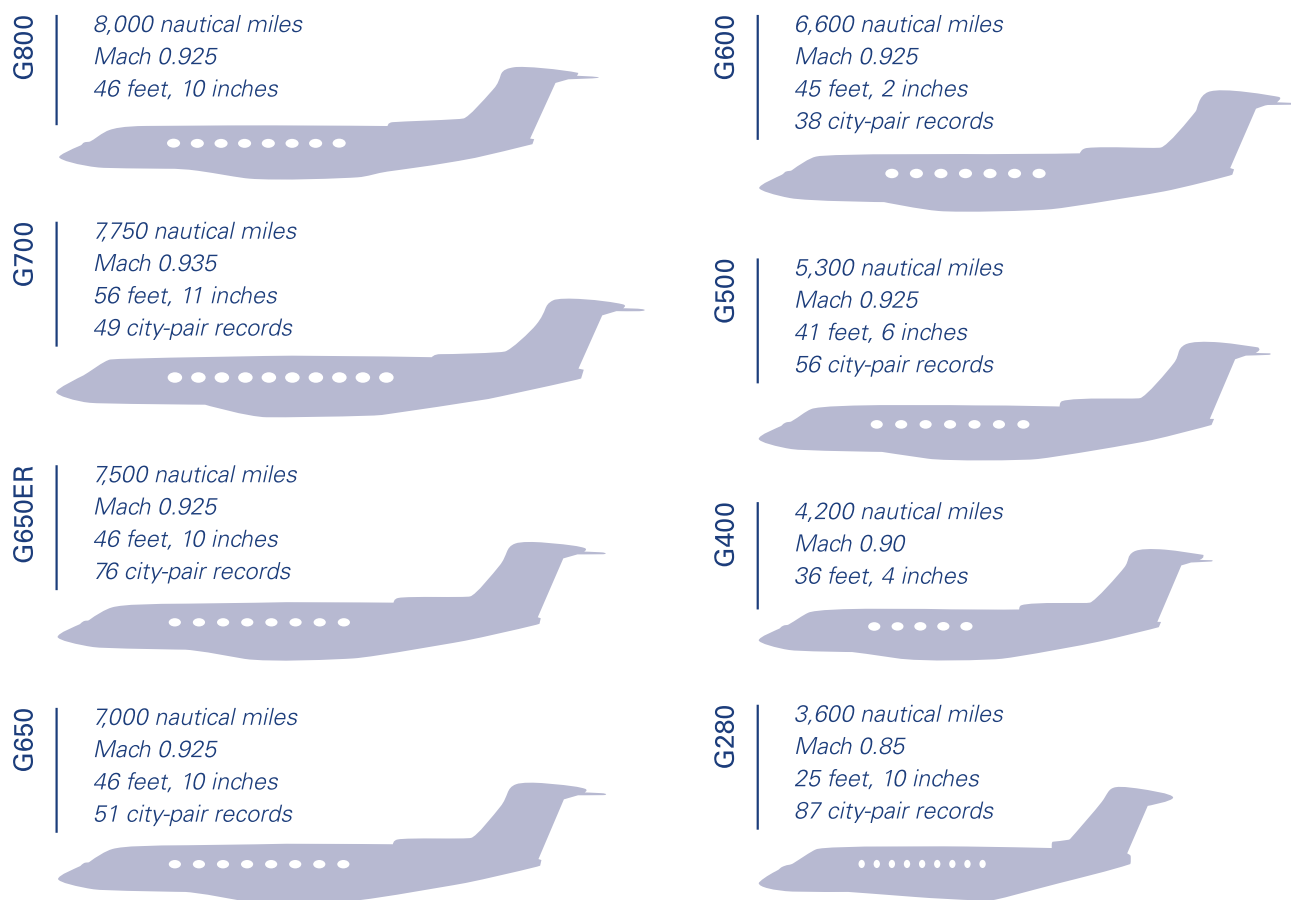 G800
8,000 nautical miles
Mach 0.925
46 feet, 10 inches
G700
7,750 nautical miles
Mach 0.935
56 feet, 11 inches
49 city-pair records
G650ER
7,500 nautical miles
Mach 0.925
46 feet, 10 inches
76 city-pair records
G650
7,000 nautical miles
Mach 0.925
46 feet, 10 inches
51 city-pair records
G600
6,600 nautical miles
Mach 0.925
45 feet, 2 inches
38 city-pair records
G500
5,300 nautical miles
Mach 0.925
41 feet, 6 inches
56 city-pair records
G400
4,200 nautical miles
Mach 0.90
36 feet, 4 inches
G280
3,600 nautical miles
Mach 0.85
25 feet, 10 inches
87 city-pair records